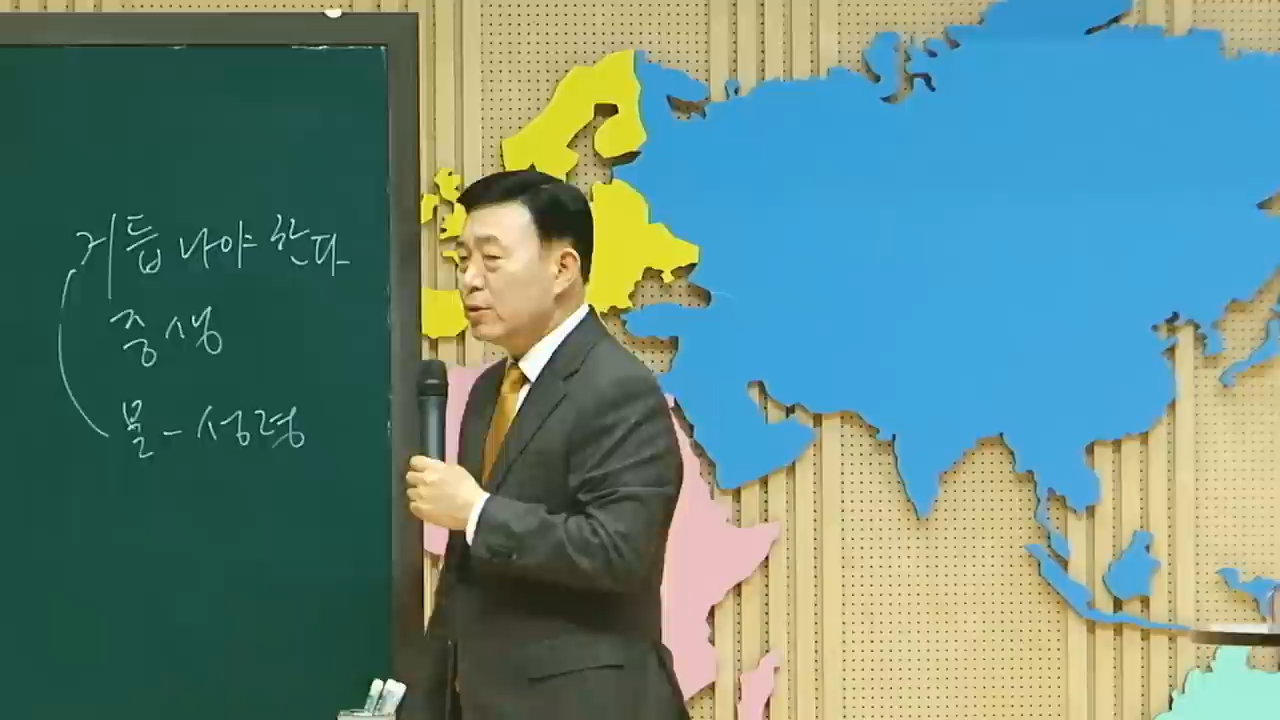 거듭 나야 한다
중생
물-성령